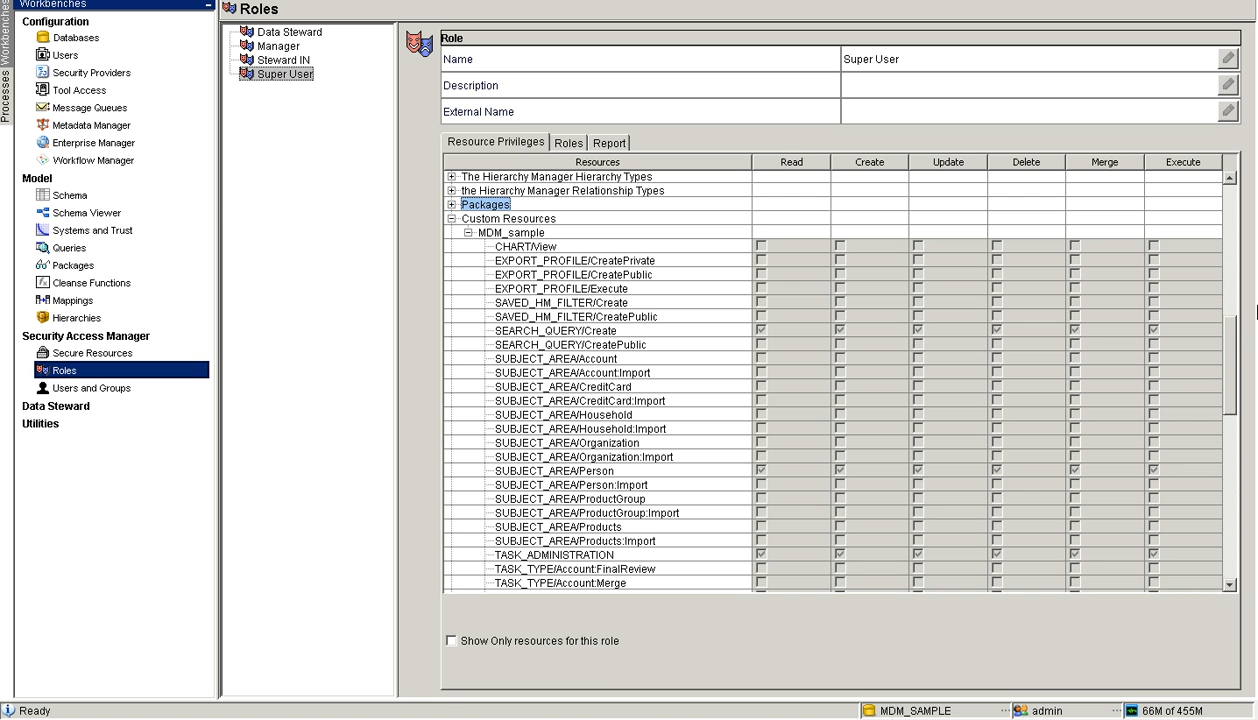 Workbenches
Workbenches
Processes
Configuration
Databases
Users
Security Providers
Tool Access
Message Queues
Metadata Manager
Enterprise Manager
Workflow Manager
Model
Schema
Schema Viewer
Systems and Trust
Queries
Packages
Cleanse Functions
Mappings
Hierarchies
Security Access Manager
Secure Resources
Roles
Users and Groups
Data Steward
Utilities
Roles
Data Steward
Manager
Steward IN
Super User
Role
Name Super User
Description
External Name
Resource Privileges Roles Report
Resources Read Create Update Delete Merge Execute
The Hierarchy Manager Hierarchy Types
the Hierarchy Manager Relationship Types
Packages
Custom Resources
MDM_sample
CHART/View
EXPORT_PROFILE/CreatePrivate
EXPORT_PROFILE/CreatePublic
EXPORT_PROFILE/Execute
SAVED_HM_FILTER/Create
SAVED_HM_FILTER/CreatePublic
SEARCH_QUERY/Create
SEARCH_QUERY/CreatePublic
SUBJECT_AREA/Account
SUBJECT_AREA/Account:Import
SUBJECT_AREA/CreditCard
SUBJECT_AREA/CreditCard:Import
SUBJECT_AREA/Household
SUBJECT_AREA/Household:Import
SUBJECT_AREA/Organization
SUBJECT_AREA/Organization:Import
SUBJECT_AREA/Person
SUBJECT_AREA/Person:Import
SUBJECT_AREA/ProductGroup
SUBJECT_AREA/ProductGroup:Import
SUBJECT_AREA/Products
SUBJECT_AREA/Products:Import
TASK_ADMINISTRATION
TASK_TYPE/Account:FinalReview
TASK_TYPE/Account:Merge
Show Only resources for this role
Ready MDM_SAMPLE ... admin ... 66M of 455M